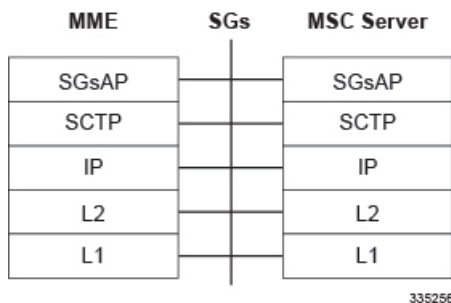 MME SGs MSC Server
SGsAP SGsAP
SCTP SCTP
IP IP
L2 L2
L1 L1
335256